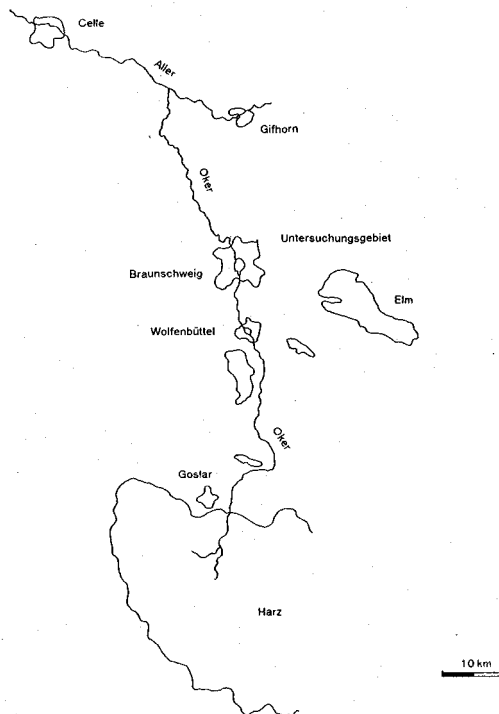 Celle
Aller
Gifhorn
Oker
Untersuchungsgebiet
Braunschweig
Elm
Wolfenbüttel
Oker
Goslar
Harz
10 km